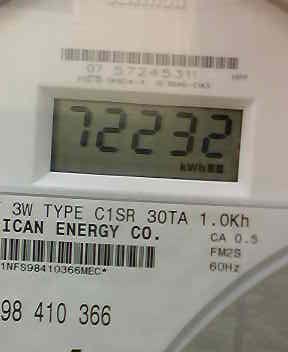 07 57245311
72232
kWh
3W TYPE C1SR 30TA 1.0Kh
ICAN ENERGY CO.
CA 0.5
FM2S
60Hz
1NFS98410366MEC*
98 410 366